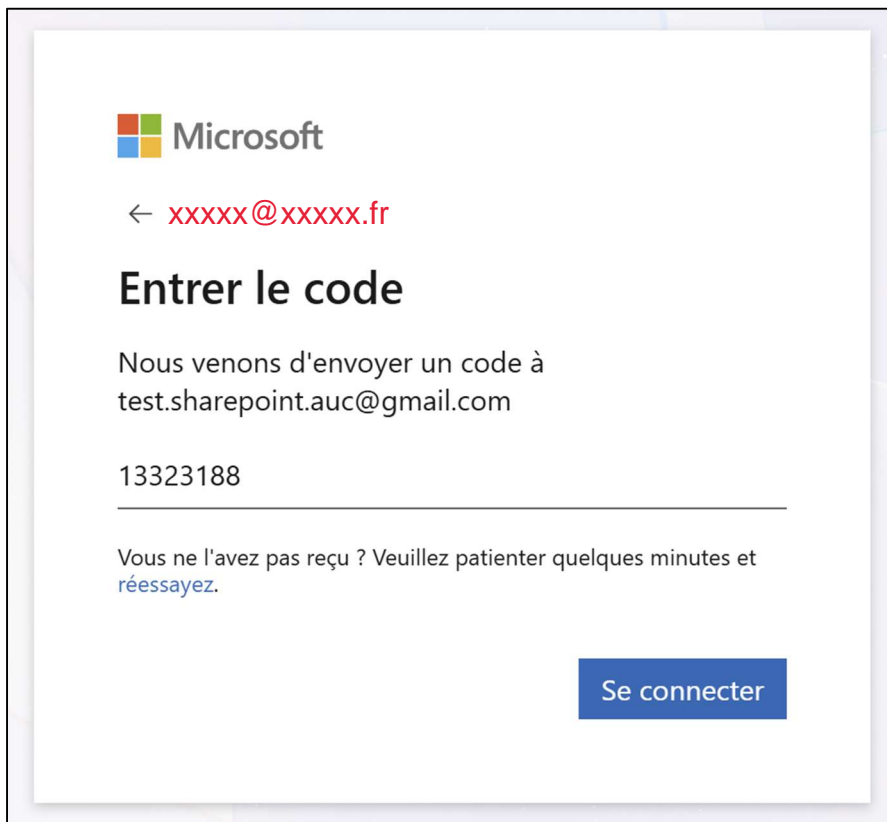 Microsoft
← xxxxx@xxxxx.fr
Entrer le code
Nous venons d'envoyer un code à
test.sharepoint.auc@gmail.com
13323188
Vous ne l'avez pas reçu ? Veuillez patienter quelques minutes et
réessayez.
Se connecter